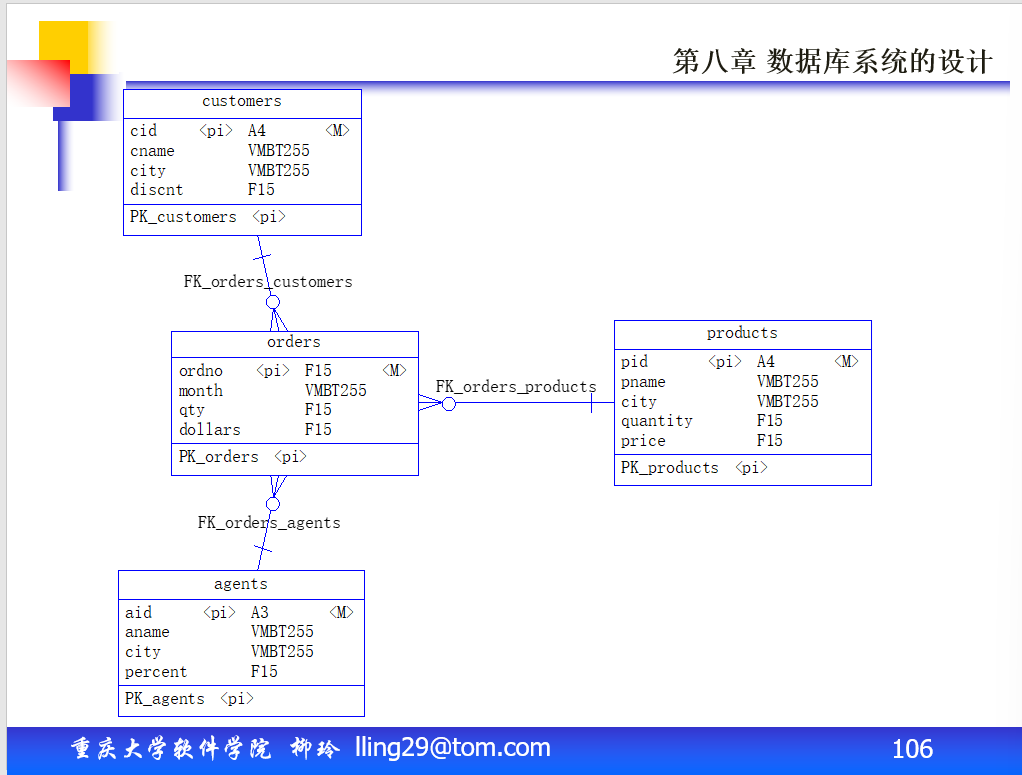 第八章 数据库系统的设计
customers
cid <pi> A4 <M>
cname VMBT255
city VMBT255
discnt F15
PK_customers <pi>
FK_orders_customers
orders
ordno <pi> F15 <M>
month VMBT255
qty F15
dollars F15
PK_orders <pi>
FK_orders_products
products
pid <pi> A4 <M>
pname VMBT255
city VMBT255
quantity F15
price F15
PK_products <pi>
FK_orders_agents
agents
aid <pi> A3 <M>
aname VMBT255
city VMBT255
percent F15
PK_agents <pi>
重庆大学软件学院 柳玲 lling29@tom.com 106